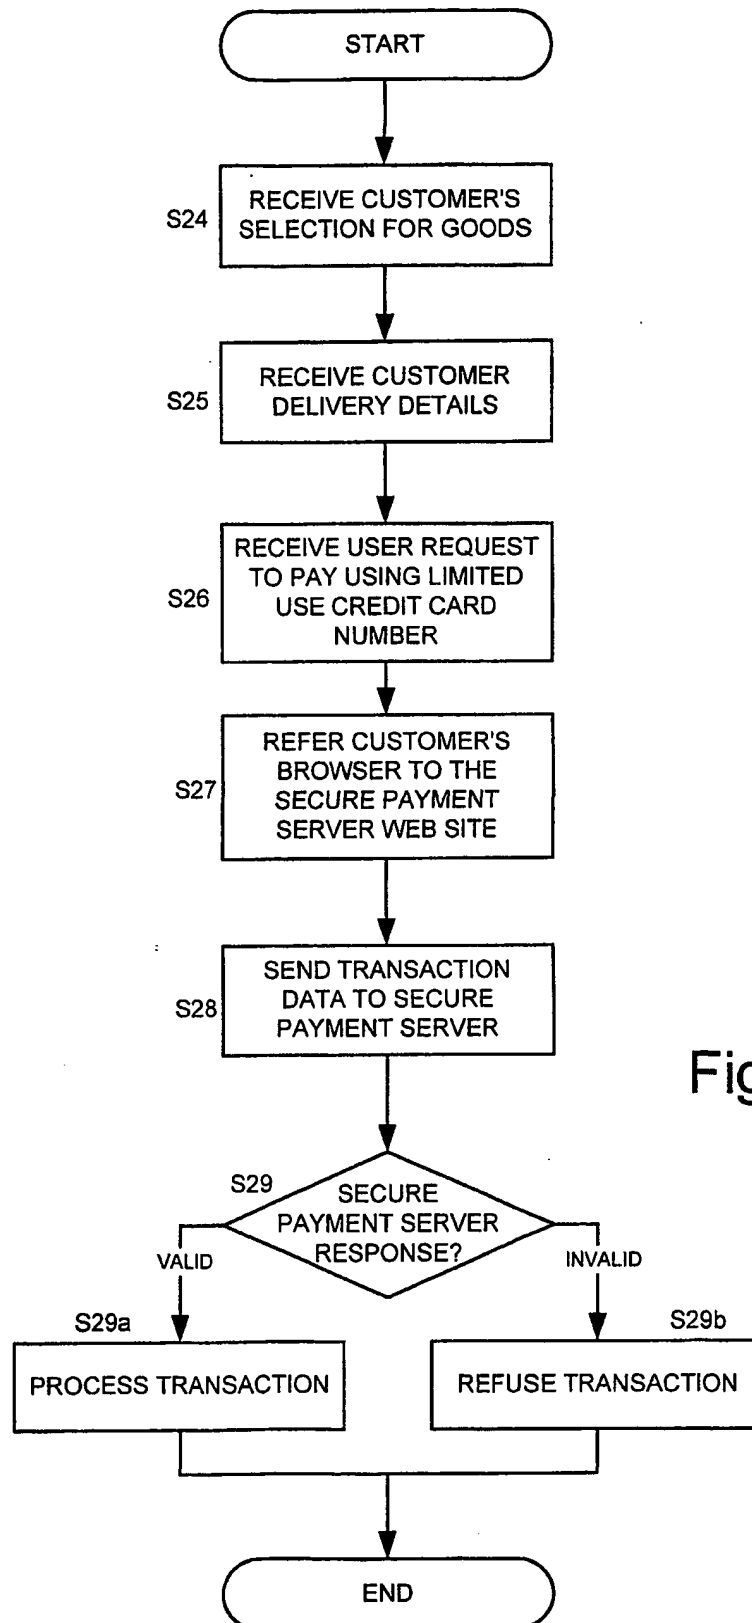 START
S24
RECEIVE CUSTOMER'S
SELECTION FOR GOODS
S25
RECEIVE CUSTOMER
DELIVERY DETAILS
S26
RECEIVE USER REQUEST
TO PAY USING LIMITED
USE CREDIT CARD
NUMBER
S27
REFER CUSTOMER'S
BROWSER TO THE
SECURE PAYMENT
SERVER WEB SITE
S28
SEND TRANSACTION
DATA TO SECURE
PAYMENT SERVER
S29
SECURE
PAYMENT SERVER
RESPONSE?
VALID
INVALID
S29a
PROCESS TRANSACTION
S29b
REFUSE TRANSACTION
END